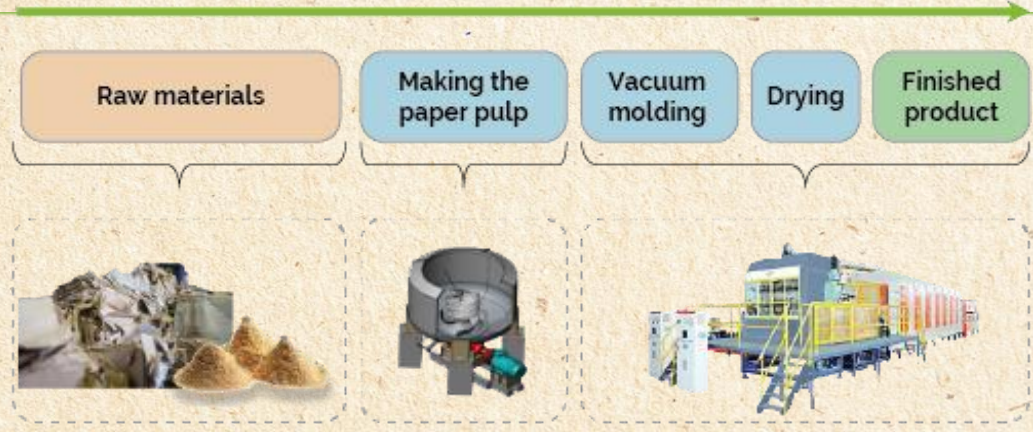 Raw materials
Making the
paper pulp
Vacuum
molding
Drying
Finished
product